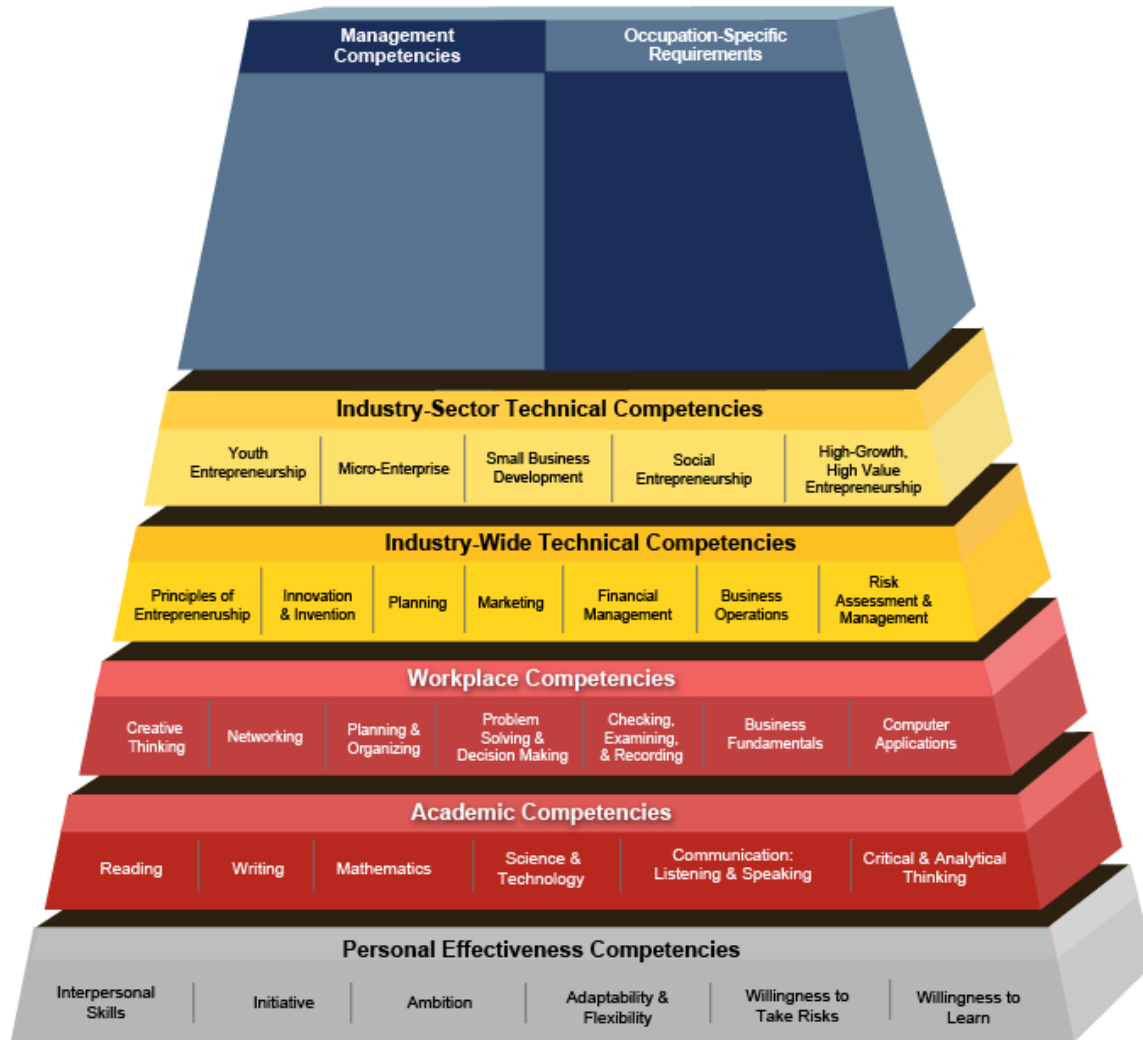 Management
Competencies
Occupation-Specific
Requirements
Industry-Sector Technical Competencies
Youth
Entrepreneurship
Micro-Enterprise
Small Business
Development
Social
Entrepreneurship
High-Growth,
High Value
Entrepreneurship
Industry-Wide Technical Competencies
Principles of
Entrepreneruship
Innovation
& Invention
Planning
Marketing
Financial
Management
Business
Operations
Risk
Assessment &
Management
Workplace Competencies
Creative
Thinking
Networking
Planning &
Organizing
Problem
Solving &
Decision Making
Checking,
Examining,
& Recording
Business
Fundamentals
Computer
Applications
Academic Competencies
Reading
Writing
Mathematics
Science &
Technology
Communication:
Listening & Speaking
Critical & Analytical
Thinking
Personal Effectiveness Competencies
Interpersonal
Skills
Initiative
Ambition
Adaptability &
Flexibility
Willingness to
Take Risks
Willingness to
Learn